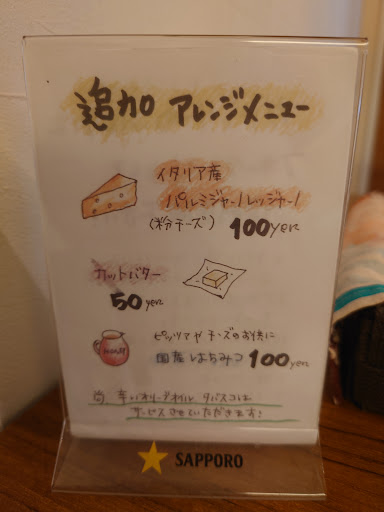 追加 アレンジメニュー
イタリア産
パルミジャーノレッジャーノ
(粉チーズ) 100yen
カットバター
50yen
ピッツァやチーズのお供に
国産はちみつ 100yen
尚、辛いオリーブオイル タバスコは
サービスさせていただきます!
★ SAPPORO